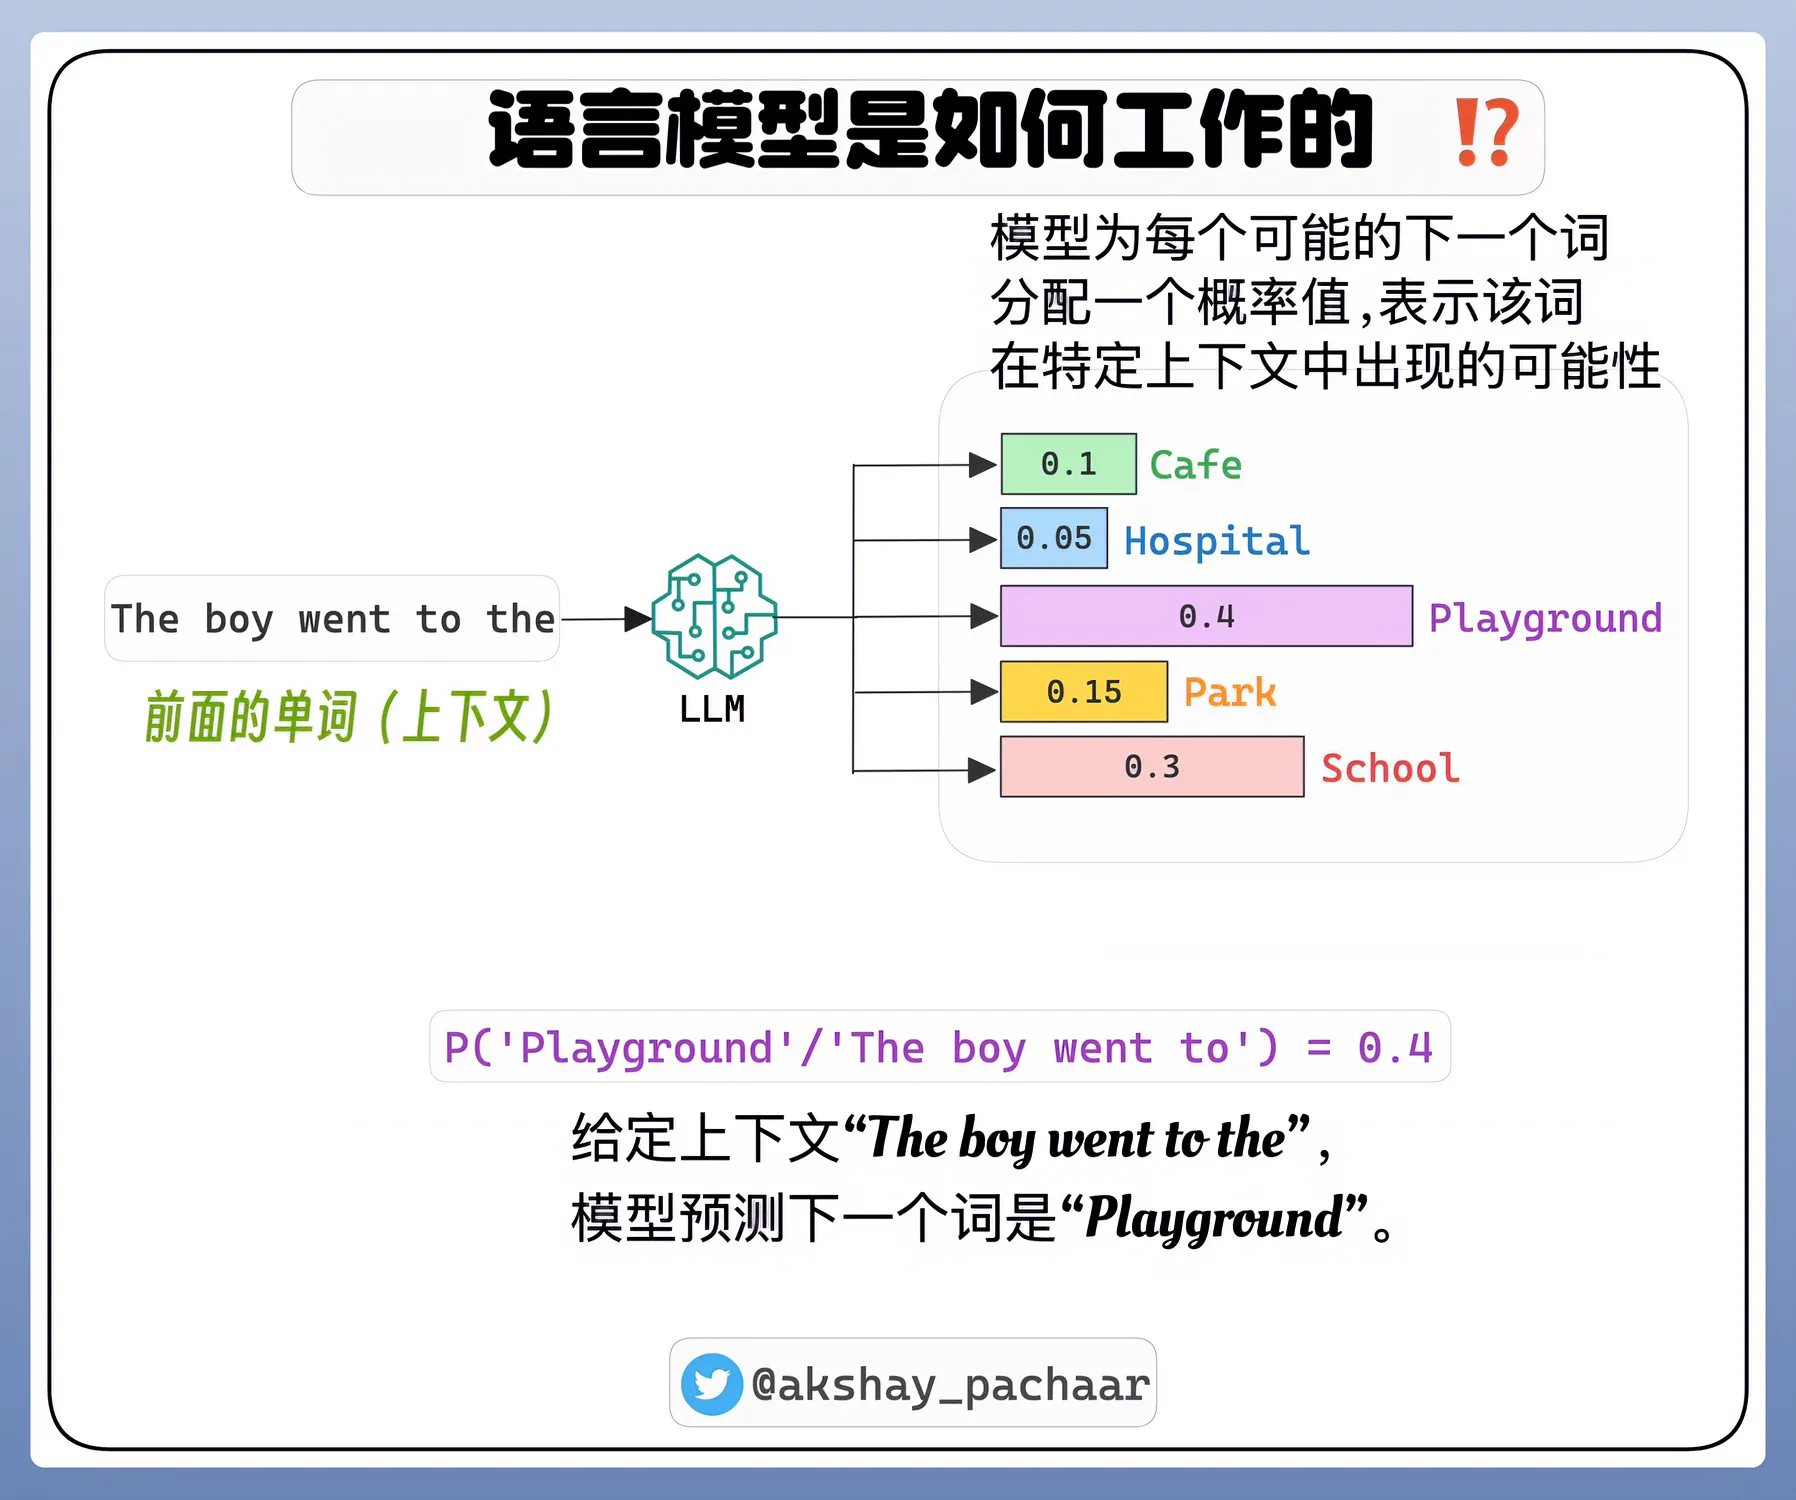 语言模型是如何工作的 ⁉
模型为每个可能的下一个词
分配一个概率值,表示该词
在特定上下文中出现的可能性
0.1 Cafe
0.05 Hospital
The boy went to the
0.4 Playground
前面的单词（上下文）
LLM
0.15 Park
0.3 School
P('Playground'/'The boy went to') = 0.4
给定上下文“The boy went to the”，
模型预测下一个词是“Playground”。
@akshay_pachaar